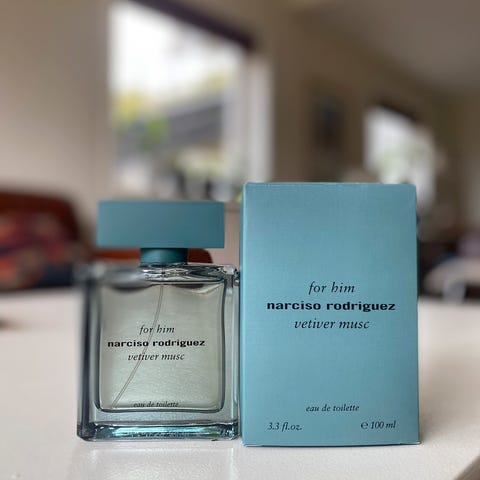 for him
narciso rodriguez
vetiver musc
eau de toilette
for him
narciso rodriguez
vetiver musc
eau de toilette
3.3 fl.oz. ℮ 100 ml